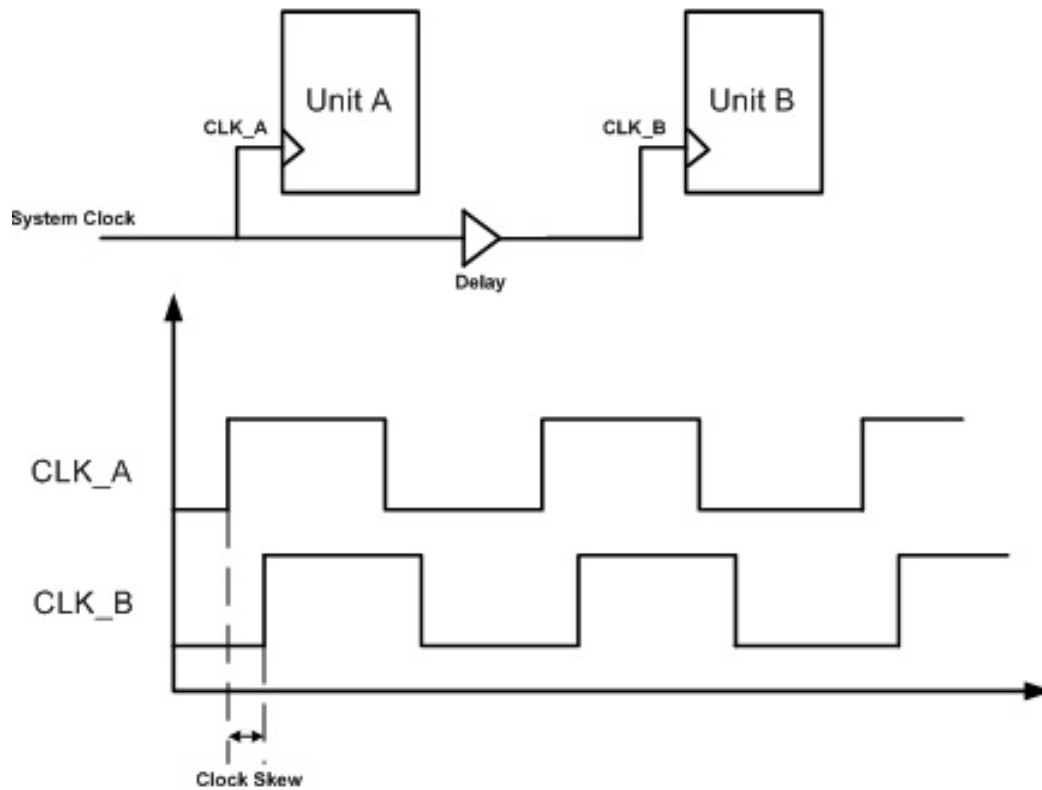 Unit A
Unit B
CLK_A
CLK_B
System Clock
Delay
CLK_A
CLK_B
Clock Skew